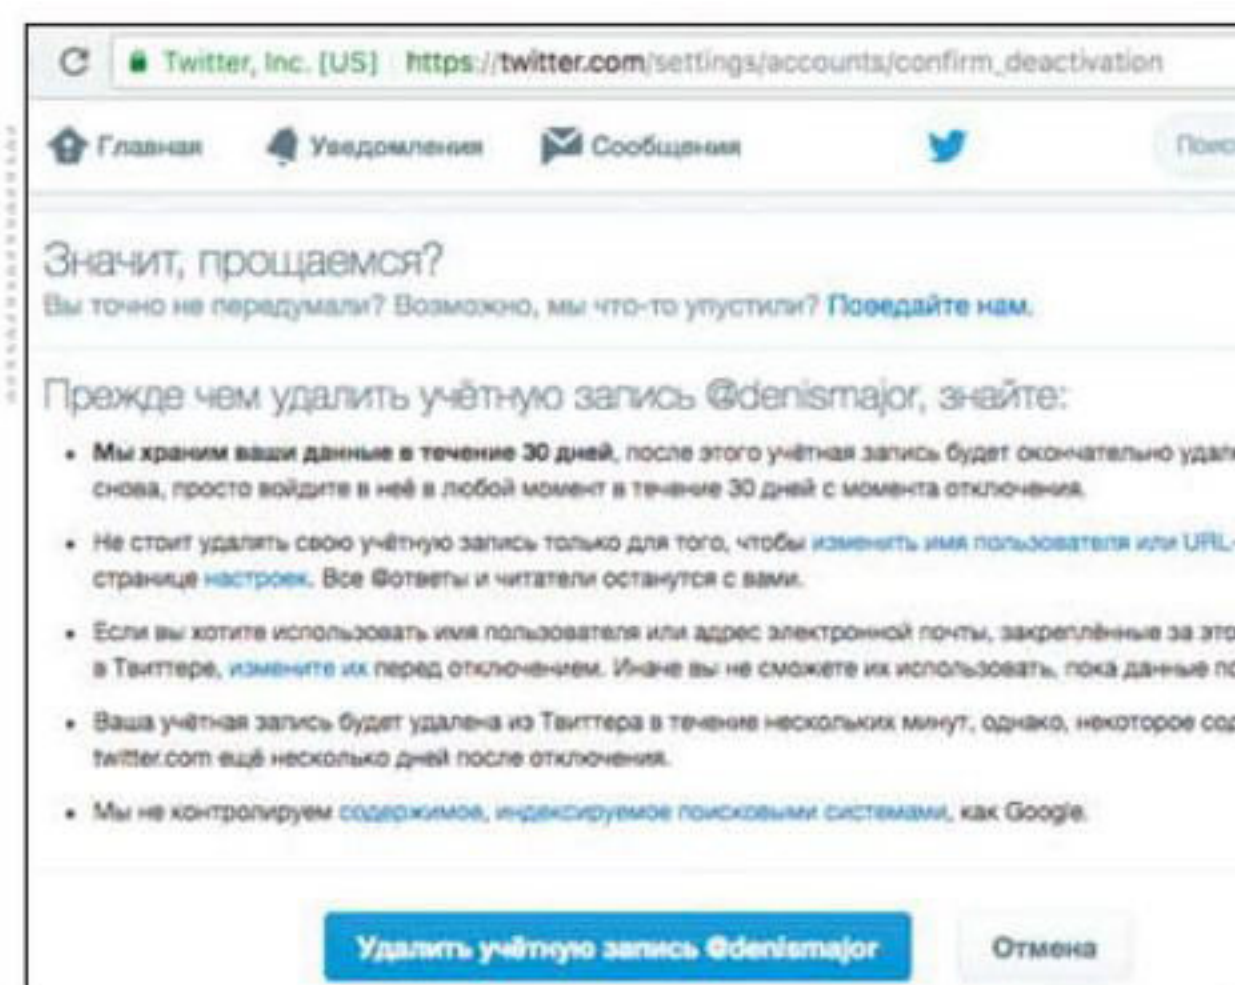 Twitter, Inc. [US] https://twitter.com/settings/accounts/confirm_deactivation
Главная Уведомления Сообщения Поиск
Значит, прощаемся?
Вы точно не передумали? Возможно, мы что-то упустили? Поведайте нам.
Прежде чем удалить учётную запись @denismajor, знайте:
• Мы храним ваши данные в течение 30 дней, после этого учётная запись будет окончательно удале
снова, просто войдите в неё в любой момент в течение 30 дней с момента отключения.
• Не стоит удалять свою учётную запись только для того, чтобы изменить имя пользователя или URL-
странице настроек. Все @ответы и читатели останутся с вами.
• Если вы хотите использовать имя пользователя или адрес электронной почты, закреплённые за это
в Твиттере, измените их перед отключением. Иначе вы не сможете их использовать, пока данные по
• Ваша учётная запись будет удалена из Твиттера в течение нескольких минут, однако, некоторое сод
twitter.com ещё несколько дней после отключения.
• Мы не контролируем содержимое, индексируемое поисковыми системами, как Google.
Удалить учётную запись @denismajor Отмена